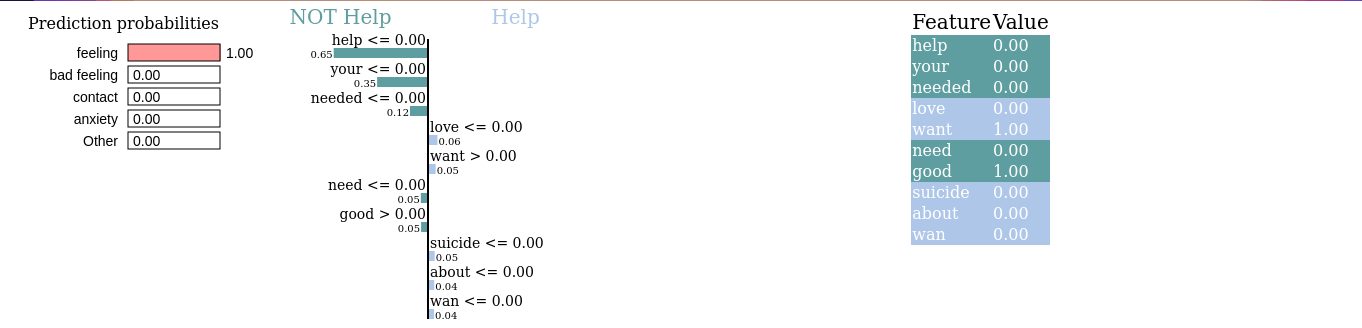 Prediction probabilities
feeling 1.00
bad feeling 0.00
contact 0.00
anxiety 0.00
Other 0.00
NOT Help Help
help <= 0.00
0.65
your <= 0.00
0.35
needed <= 0.00
0.12
love <= 0.00
0.06
want > 0.00
0.05
need <= 0.00
0.05
good > 0.00
0.05
suicide <= 0.00
0.05
about <= 0.00
0.04
wan <= 0.00
0.04
Feature Value
help 0.00
your 0.00
needed 0.00
love 0.00
want 1.00
need 0.00
good 1.00
suicide 0.00
about 0.00
wan 0.00